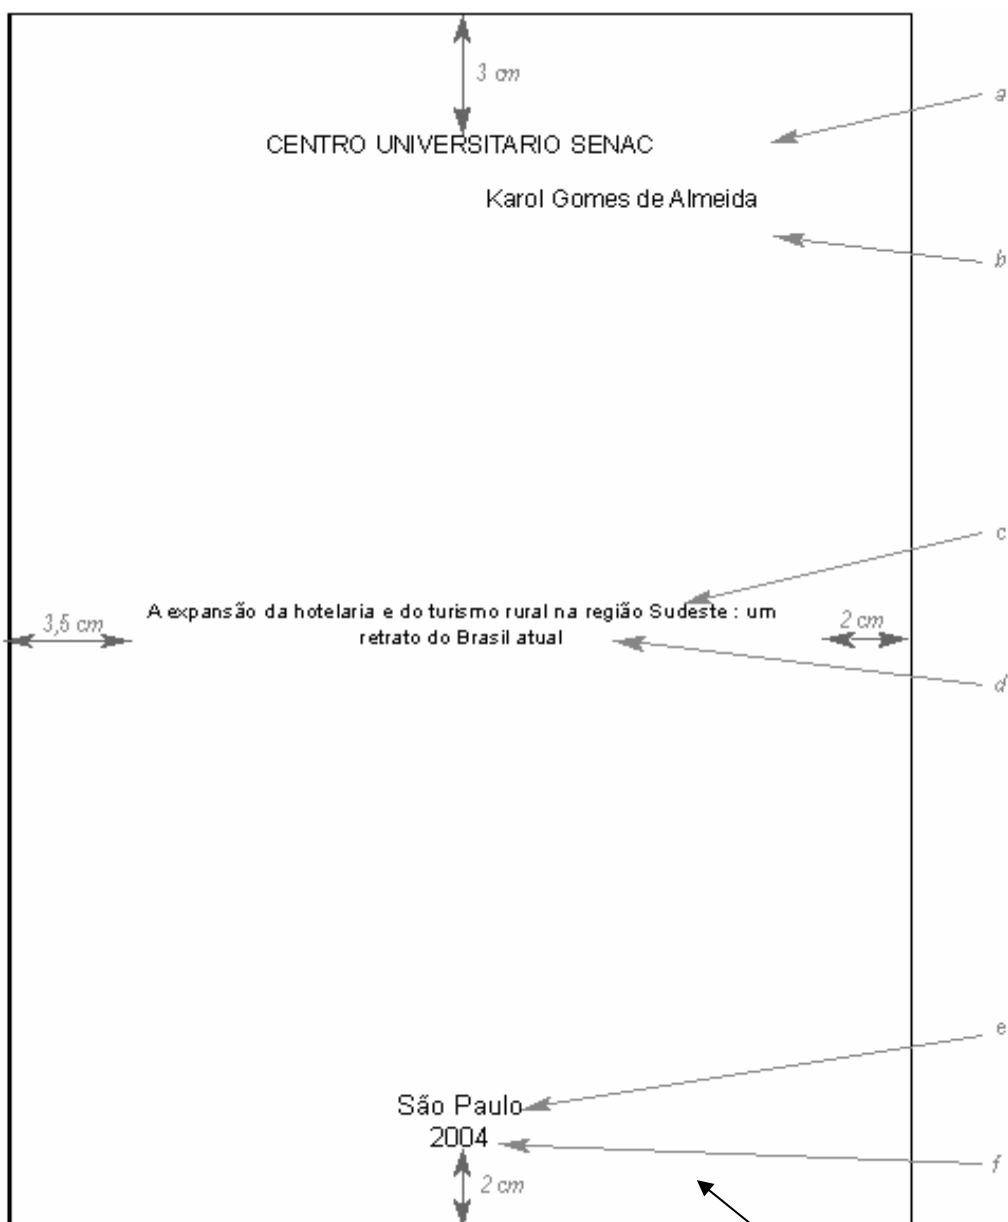 3 cm
a
CENTRO UNIVERSITARIO SENAC
Karol Gomes de Almeida
b
c
A expansão da hotelaria e do turismo rural na região Sudeste : um
retrato do Brasil atual
3,5 cm
2 cm
d
e
São Paulo
2004
f
2 cm